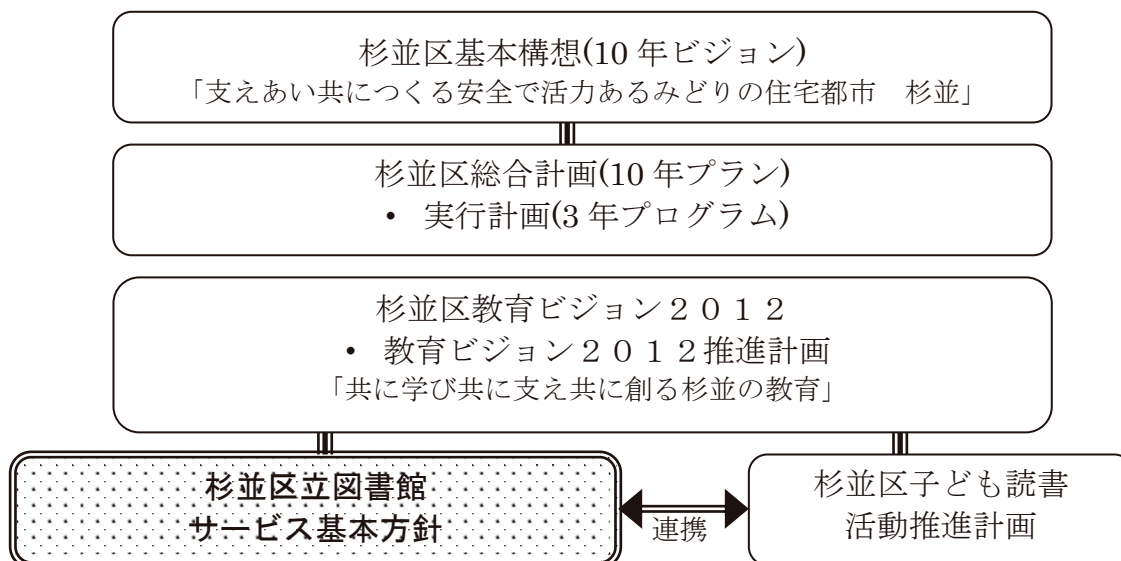 杉並区基本構想(10 年ビジョン)
「支えあい共につくる安全で活力あるみどりの住宅都市　杉並」
杉並区総合計画(10 年プラン)
• 実行計画(3 年プログラム)
杉並区教育ビジョン２０１２
• 教育ビジョン２０１２推進計画
「共に学び共に支え共に創る杉並の教育」
杉並区立図書館
サービス基本方針
連携
杉並区子ども読書
活動推進計画